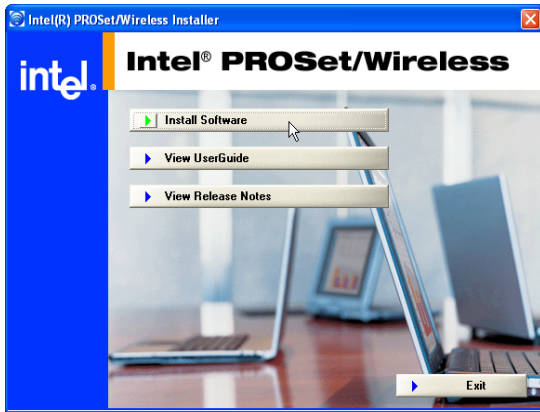 Intel(R) PROSet/Wireless Installer
intel.
Intel® PROSet/Wireless
Install Software
View UserGuide
View Release Notes
Exit